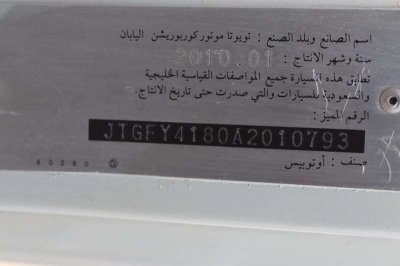 اسم الصانع وبلد الصنع : تويوتا موتور كوربوريشن اليابان
سنة وشهر الانتاج : 2010.01
تطابق هذه السيارة جميع المواصفات القياسية الخليجية
والسعودية للسيارات والتي صدرت حتى تاريخ الانتاج.
الرقم المميز :
JTGFY4180A2010793
صنف : أوتوبيس
60280